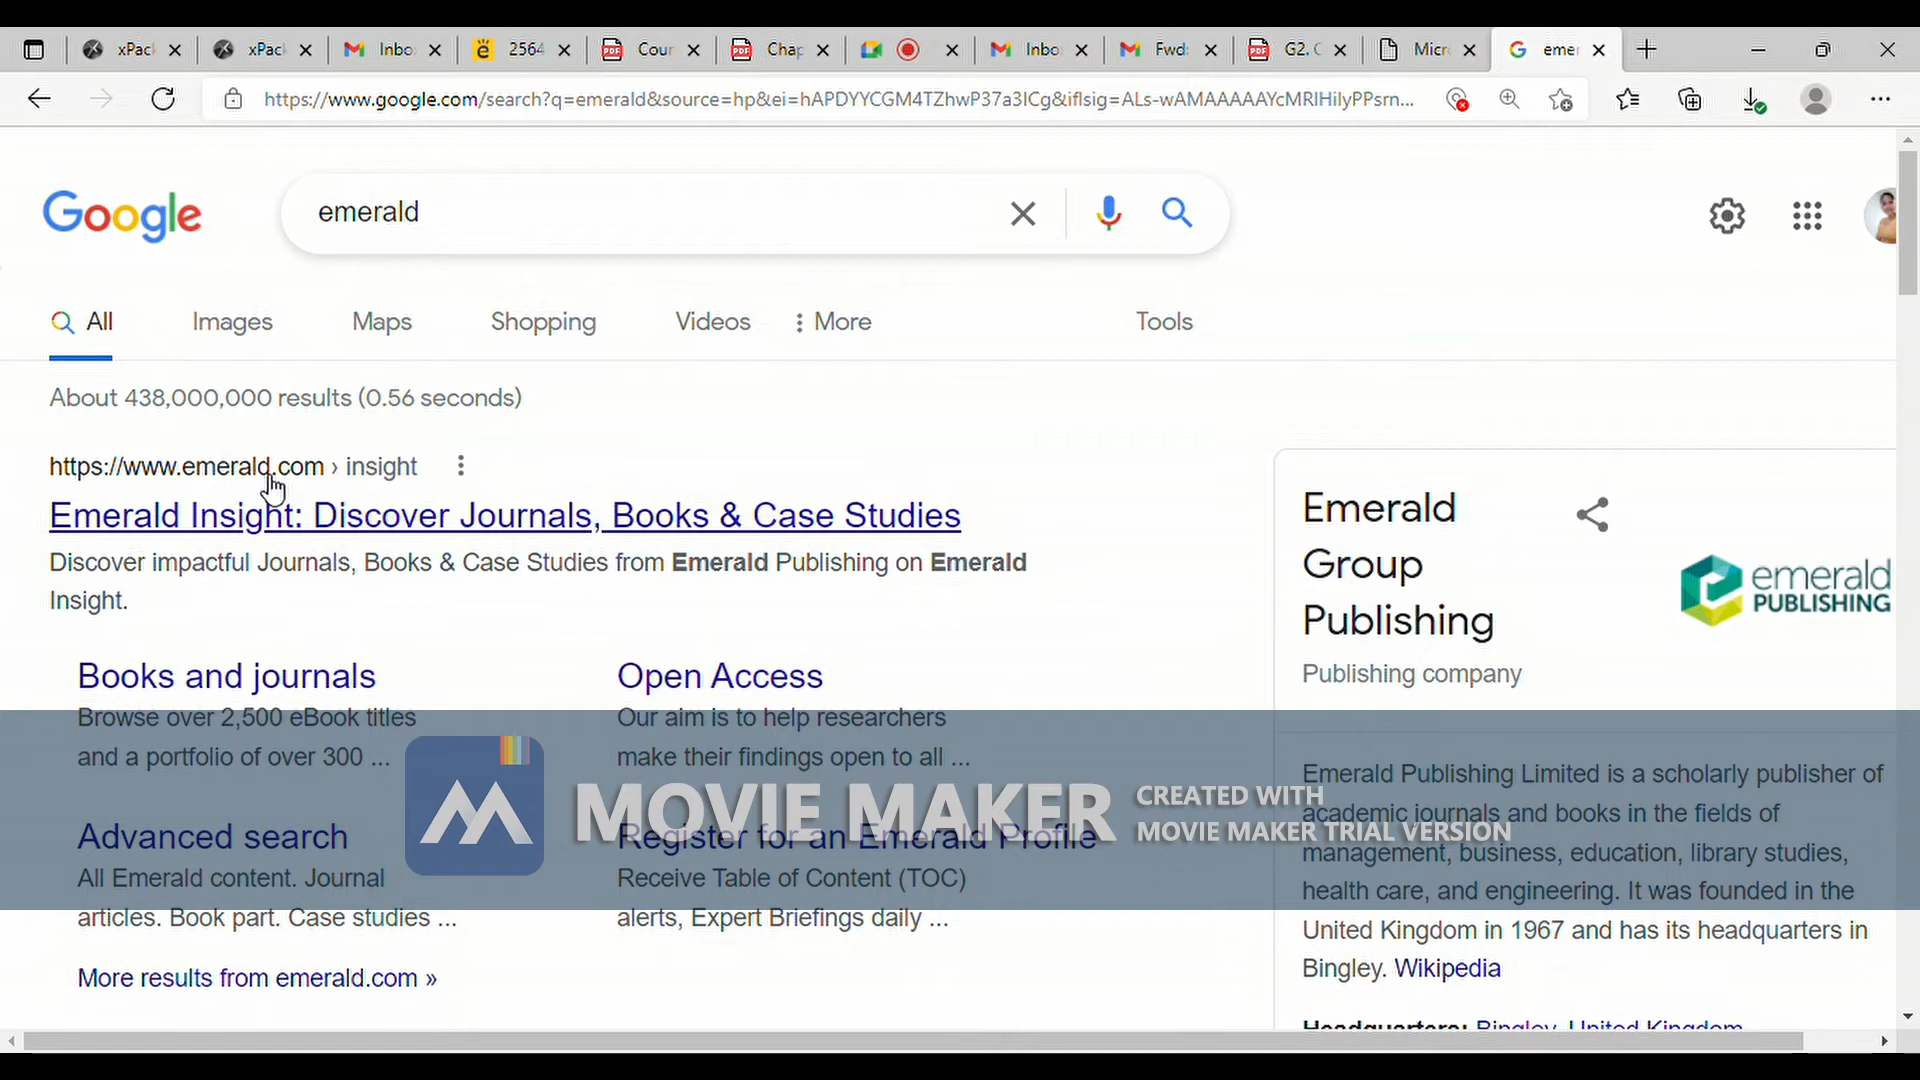 xPac
xPac
Inbo
2564
Cour
Chap
Inbo
Fwd:
G2. C
Micro
emer
https://www.google.com/search?q=emerald&source=hp&ei=hAPDYYCGM4TZhwP37a3ICg&iflsig=ALs-wAMAAAAAYcMRIHilyPPsrn...
Google
emerald
All
Images
Maps
Shopping
Videos
More
Tools
About 438,000,000 results (0.56 seconds)
https://www.emerald.com › insight
Emerald Insight: Discover Journals, Books & Case Studies
Discover impactful Journals, Books & Case Studies from Emerald Publishing on Emerald
Insight.
Books and journals
Browse over 2,500 eBook titles
and a portfolio of over 300 ...
Open Access
Our aim is to help researchers
make their findings open to all ...
Advanced search
All Emerald content. Journal
articles. Book part. Case studies ...
Register for an Emerald Profile
Receive Table of Content (TOC)
alerts, Expert Briefings daily ...
More results from emerald.com »
Emerald
Group
Publishing
Publishing company
emerald
PUBLISHING
Emerald Publishing Limited is a scholarly publisher of
academic journals and books in the fields of
management, business, education, library studies,
health care, and engineering. It was founded in the
United Kingdom in 1967 and has its headquarters in
Bingley. Wikipedia
Headquarters: Bingley, United Kingdom
MOVIE MAKER
CREATED WITH
MOVIE MAKER TRIAL VERSION